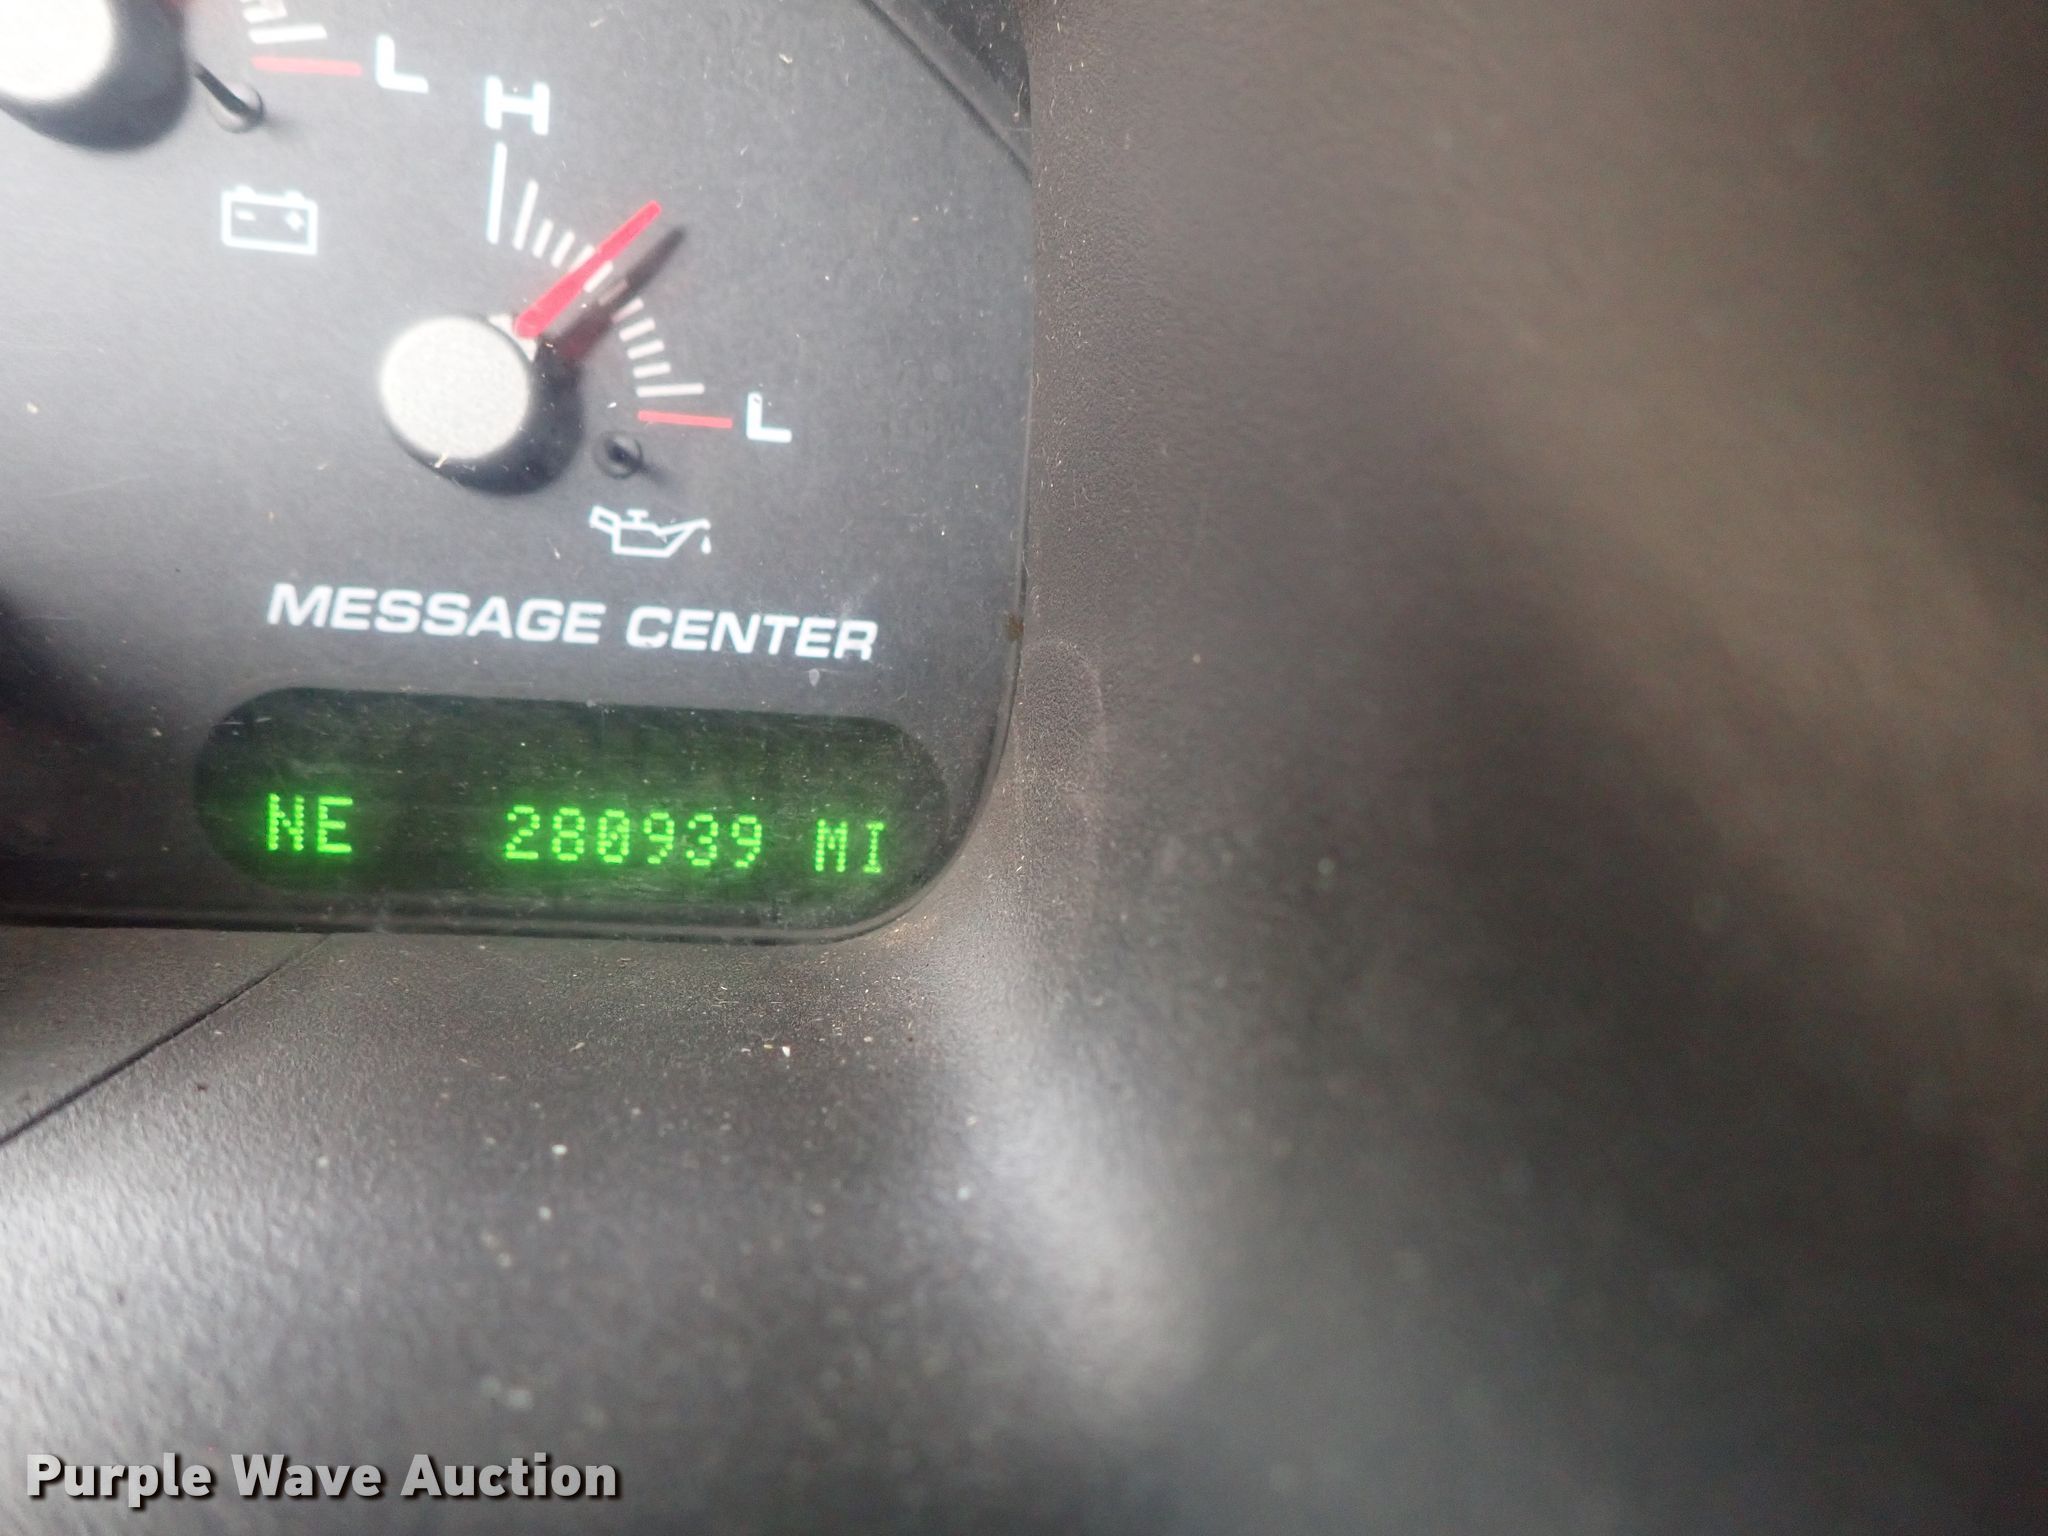 L
H
L
MESSAGE CENTER
NE 280939 MI
Purple Wave Auction